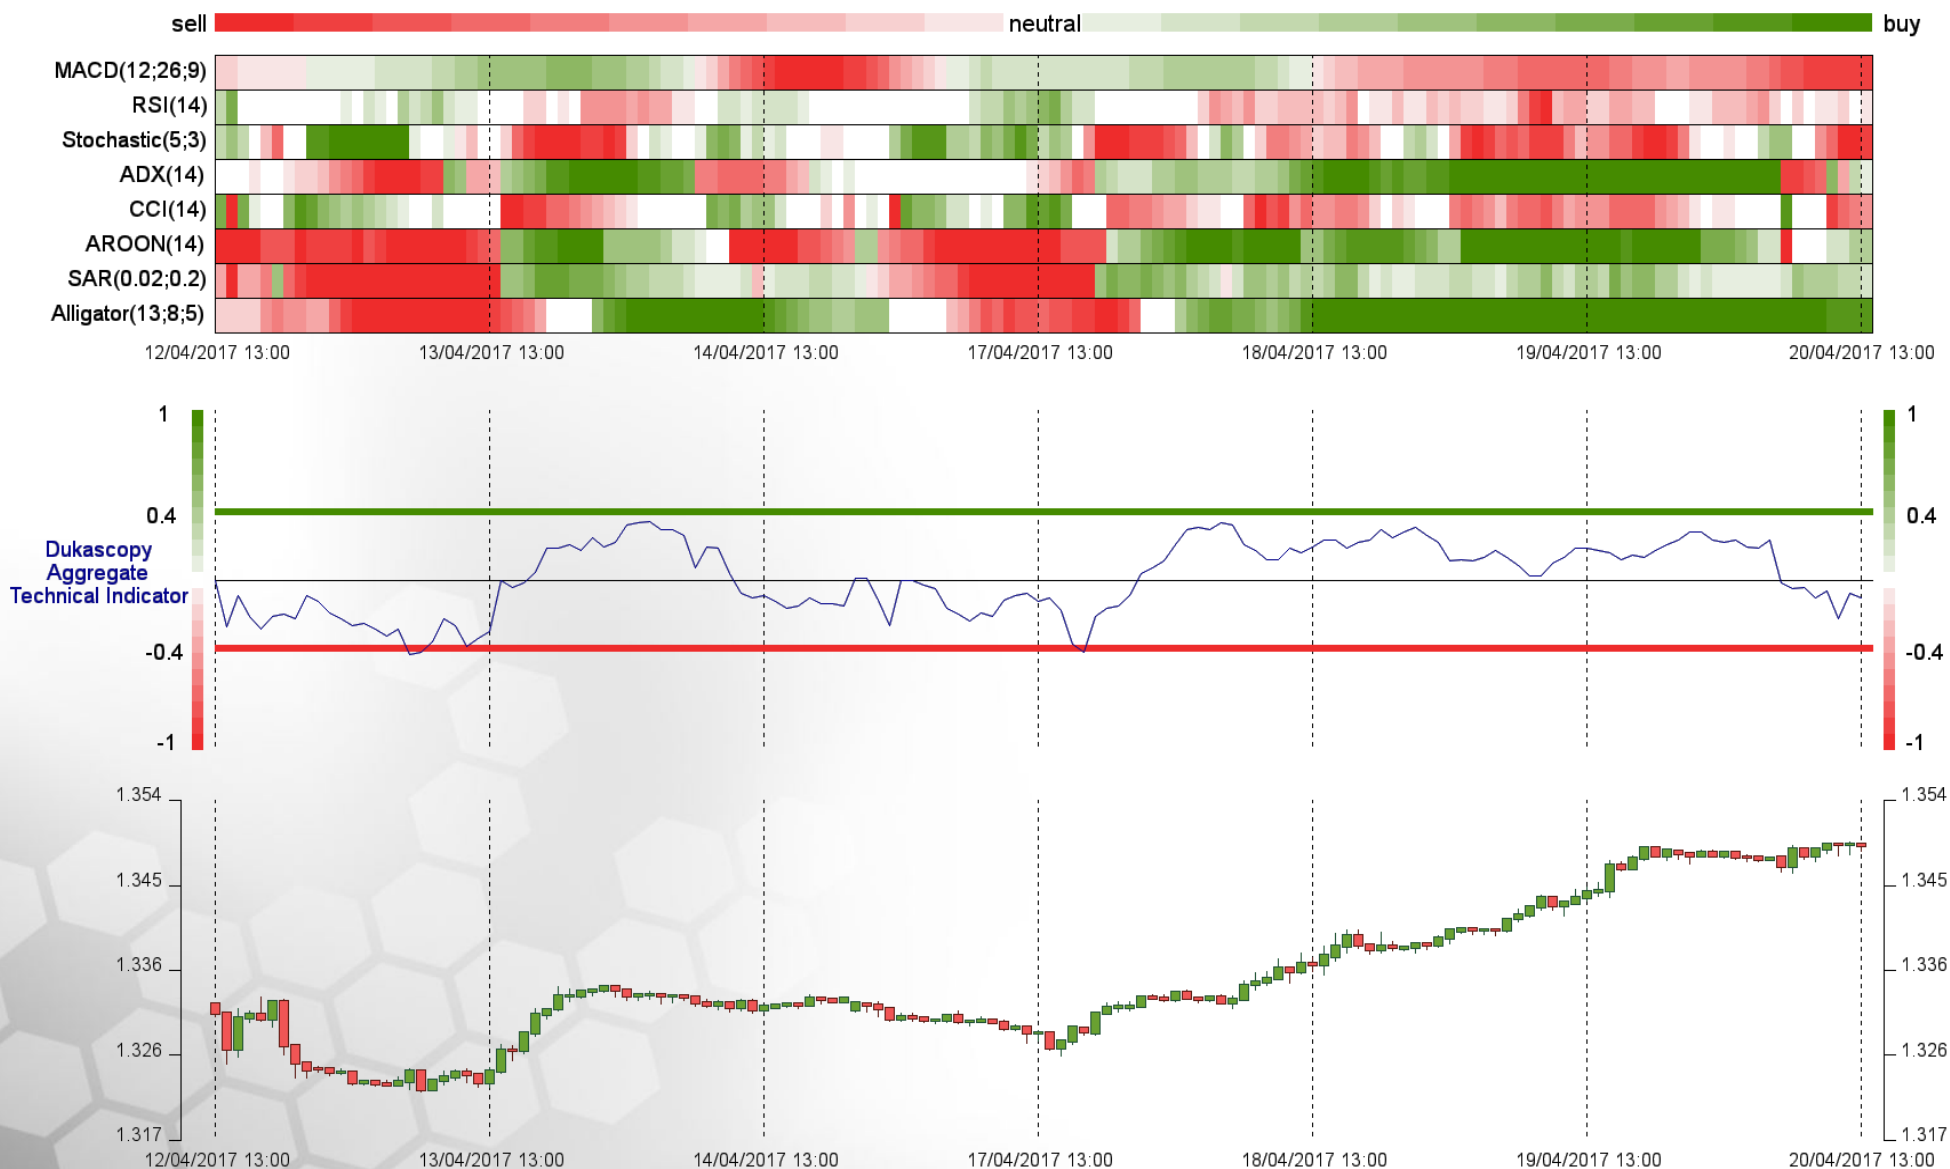 sell neutral buy
MACD(12;26;9)
RSI(14)
Stochastic(5;3)
ADX(14)
CCI(14)
AROON(14)
SAR(0.02;0.2)
Alligator(13;8;5)
12/04/2017 13:00 13/04/2017 13:00 14/04/2017 13:00 17/04/2017 13:00 18/04/2017 13:00 19/04/2017 13:00 20/04/2017 13:00
1 1
0.4 0.4
Dukascopy
Aggregate
Technical Indicator
-0.4 -0.4
-1 -1
1.354 1.354
1.345 1.345
1.336 1.336
1.326 1.326
1.317 1.317
12/04/2017 13:00 13/04/2017 13:00 14/04/2017 13:00 17/04/2017 13:00 18/04/2017 13:00 19/04/2017 13:00 20/04/2017 13:00